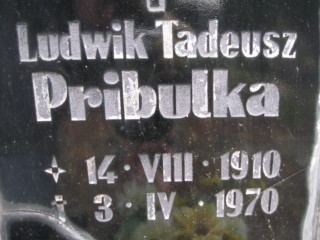 Ludwik Tadeusz
Pribulka
14 · VIII · 1910
† 3 · IV · 1970